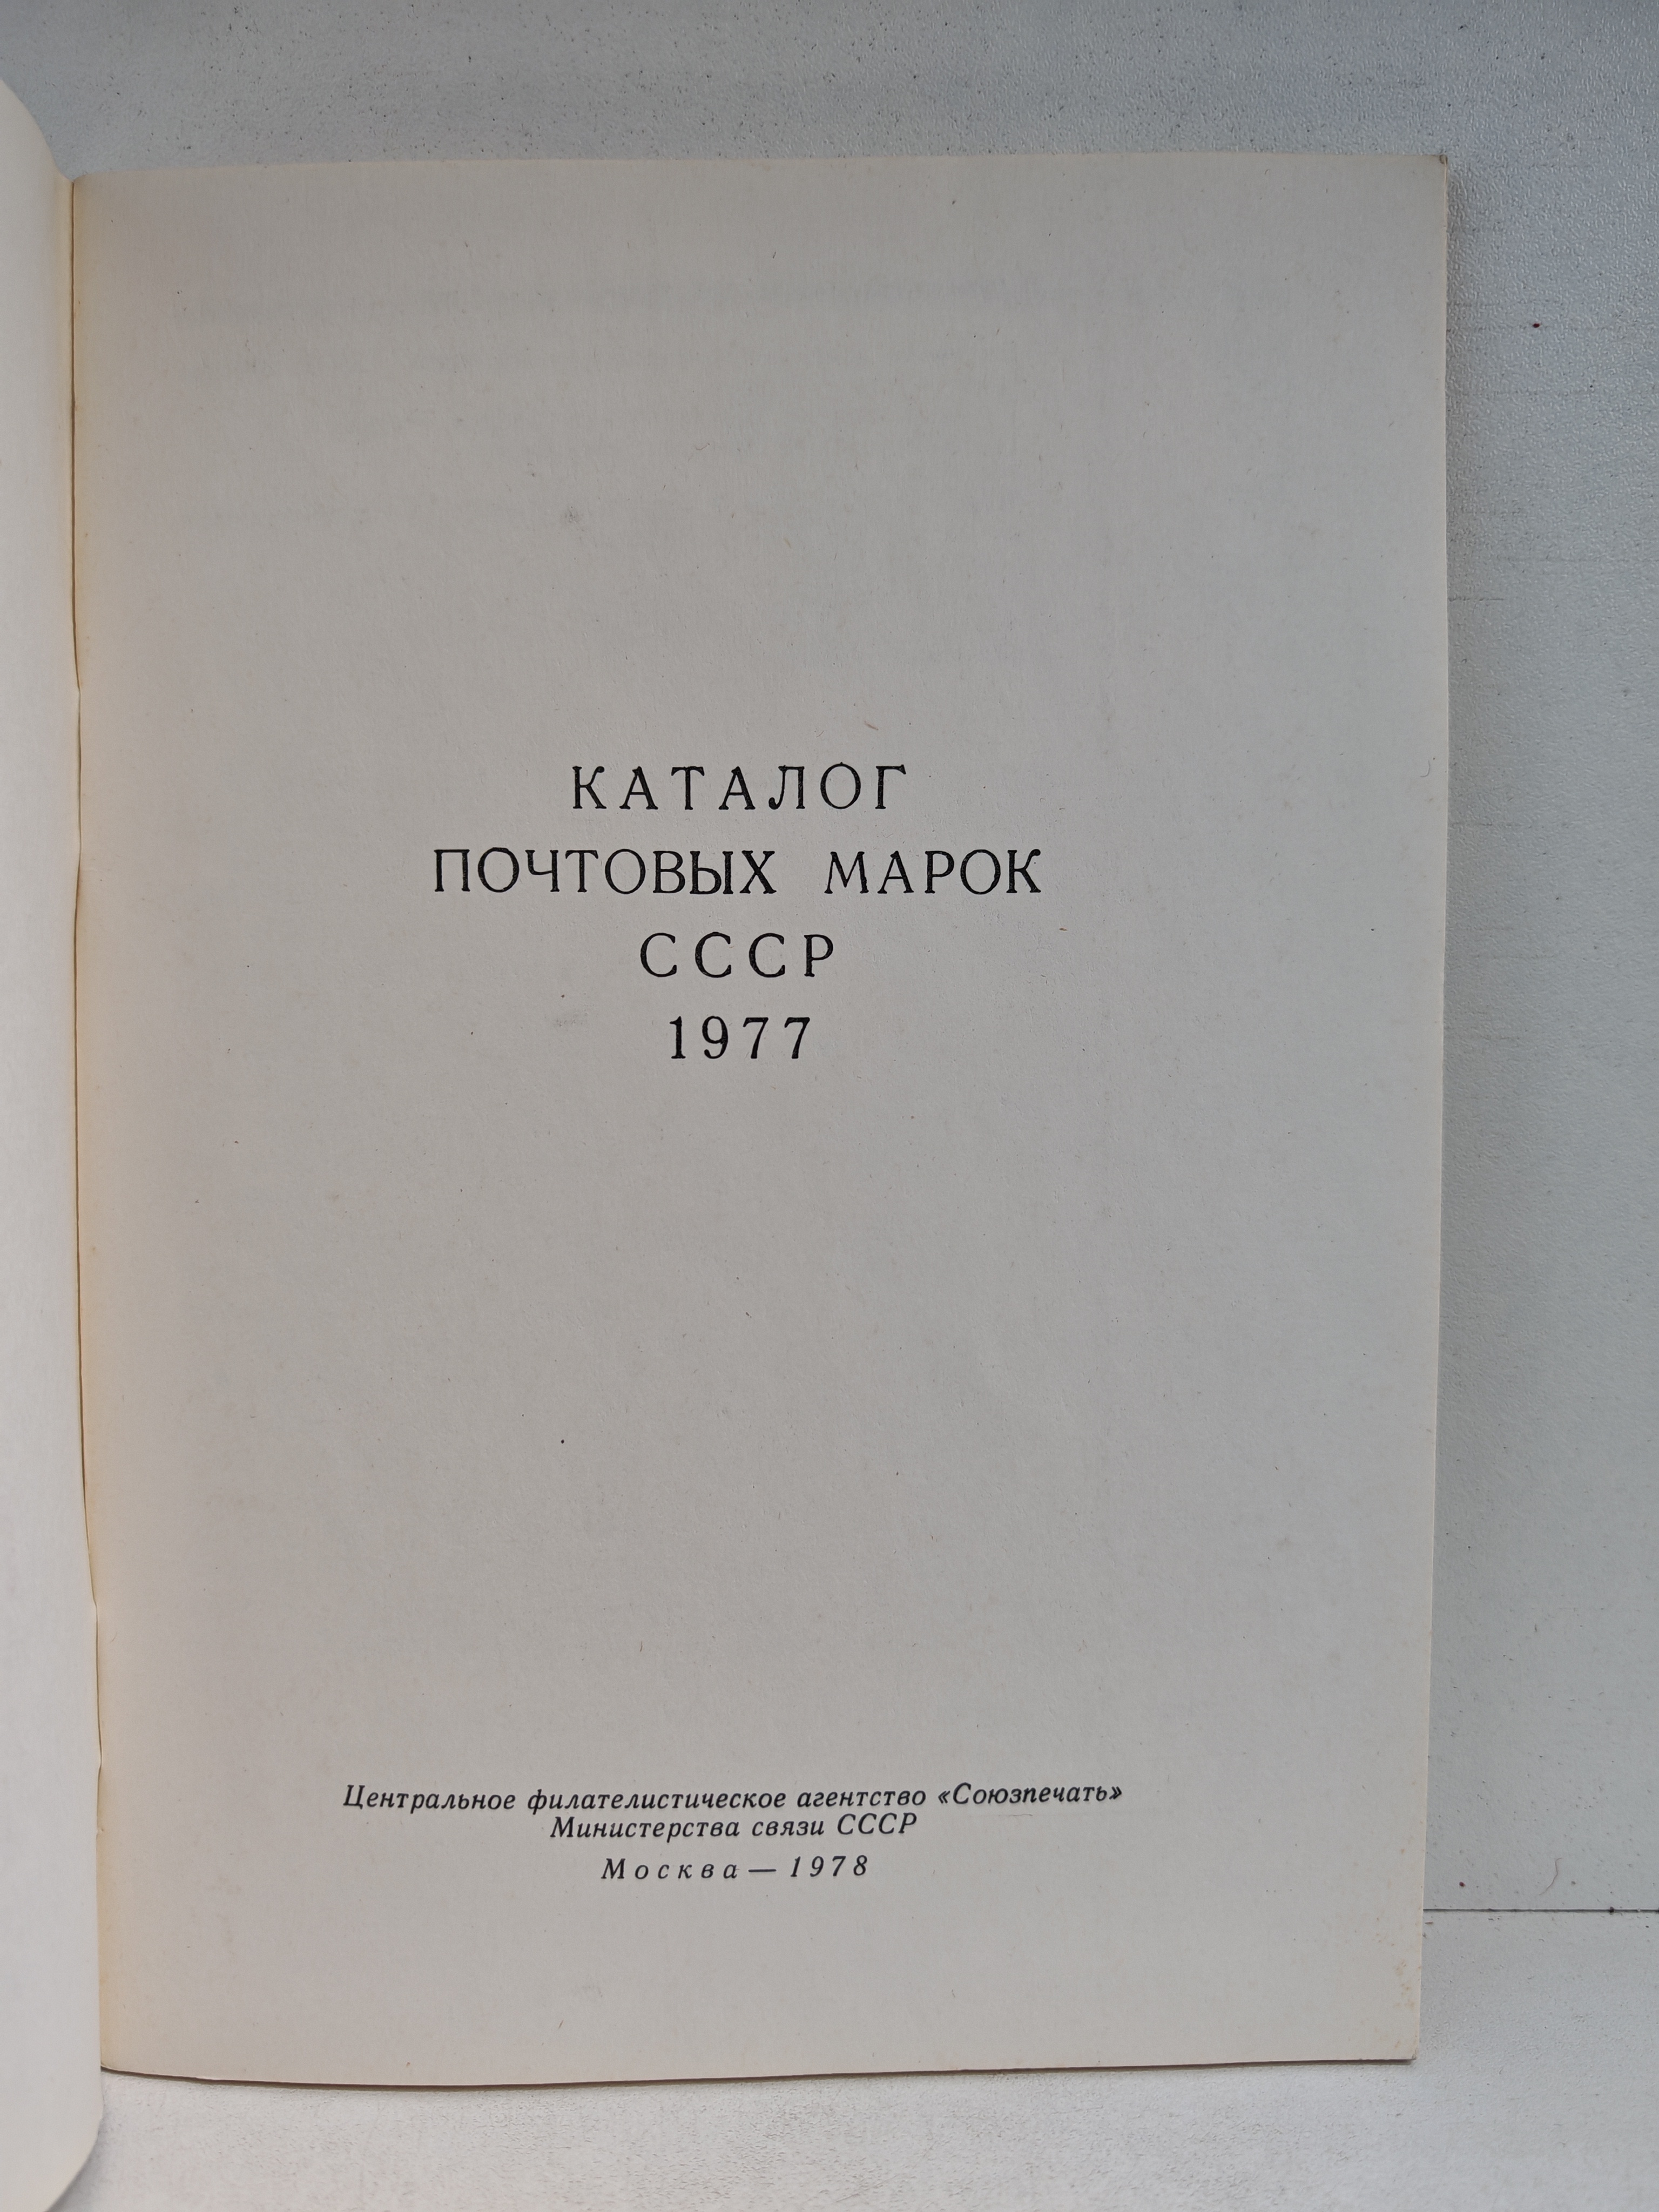 КАТАЛОГ
ПОЧТОВЫХ МАРОК
СССР
1977
Центральное филателистическое агентство «Союзпечать»
Министерства связи СССР
Москва — 1978